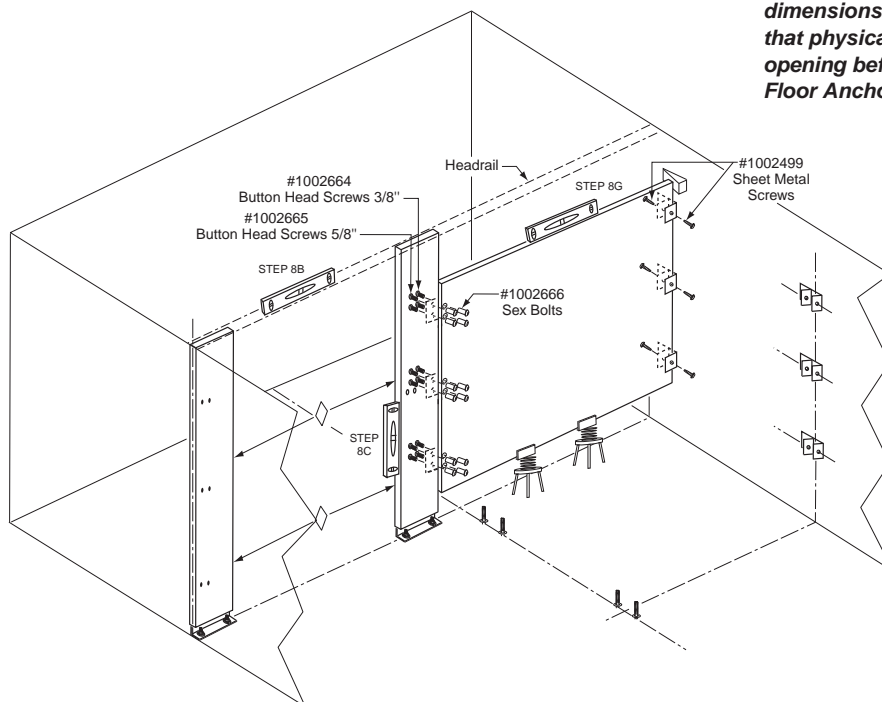 dimensions
that physica
opening bef
Floor Ancho
Headrail
#1002499
Sheet Metal
Screws
#1002664
Button Head Screws 3/8"
STEP 8G
#1002665
Button Head Screws 5/8"
STEP 8B
#1002666
Sex Bolts
STEP
8C